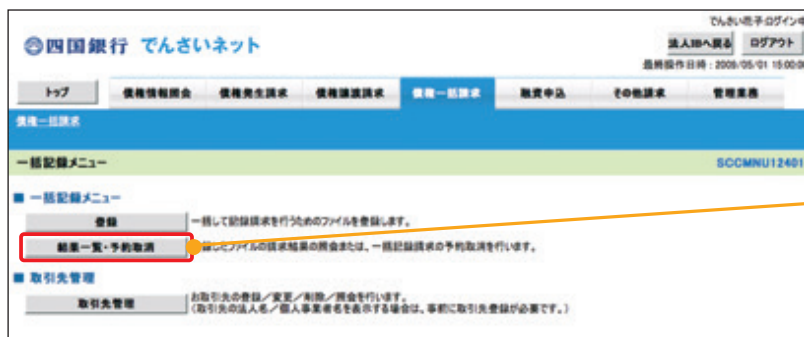 でんさい花子:ログイン中
四国銀行 でんさいネット
法人IBへ戻る ログアウト
最終操作日時：2009/05/01 15:00:00
トップ 債権情報照会 債権発生請求 債権譲渡請求 債権一括請求 融資申込 その他請求 管理業務
債権一括請求
一括記録メニュー SCCMNU12401
■ 一括記録メニュー
登録 一括して記録請求を行うためのファイルを登録します。
結果一覧・予約取消 録したファイルの請求結果の照会または、一括記録請求の予約取消を行います。
■ 取引先管理
取引先管理 お取引先の登録／変更／削除／照会を行います。
（取引先の法人名／個人事業者名を表示する場合は、事前に取引先登録が必要です。）